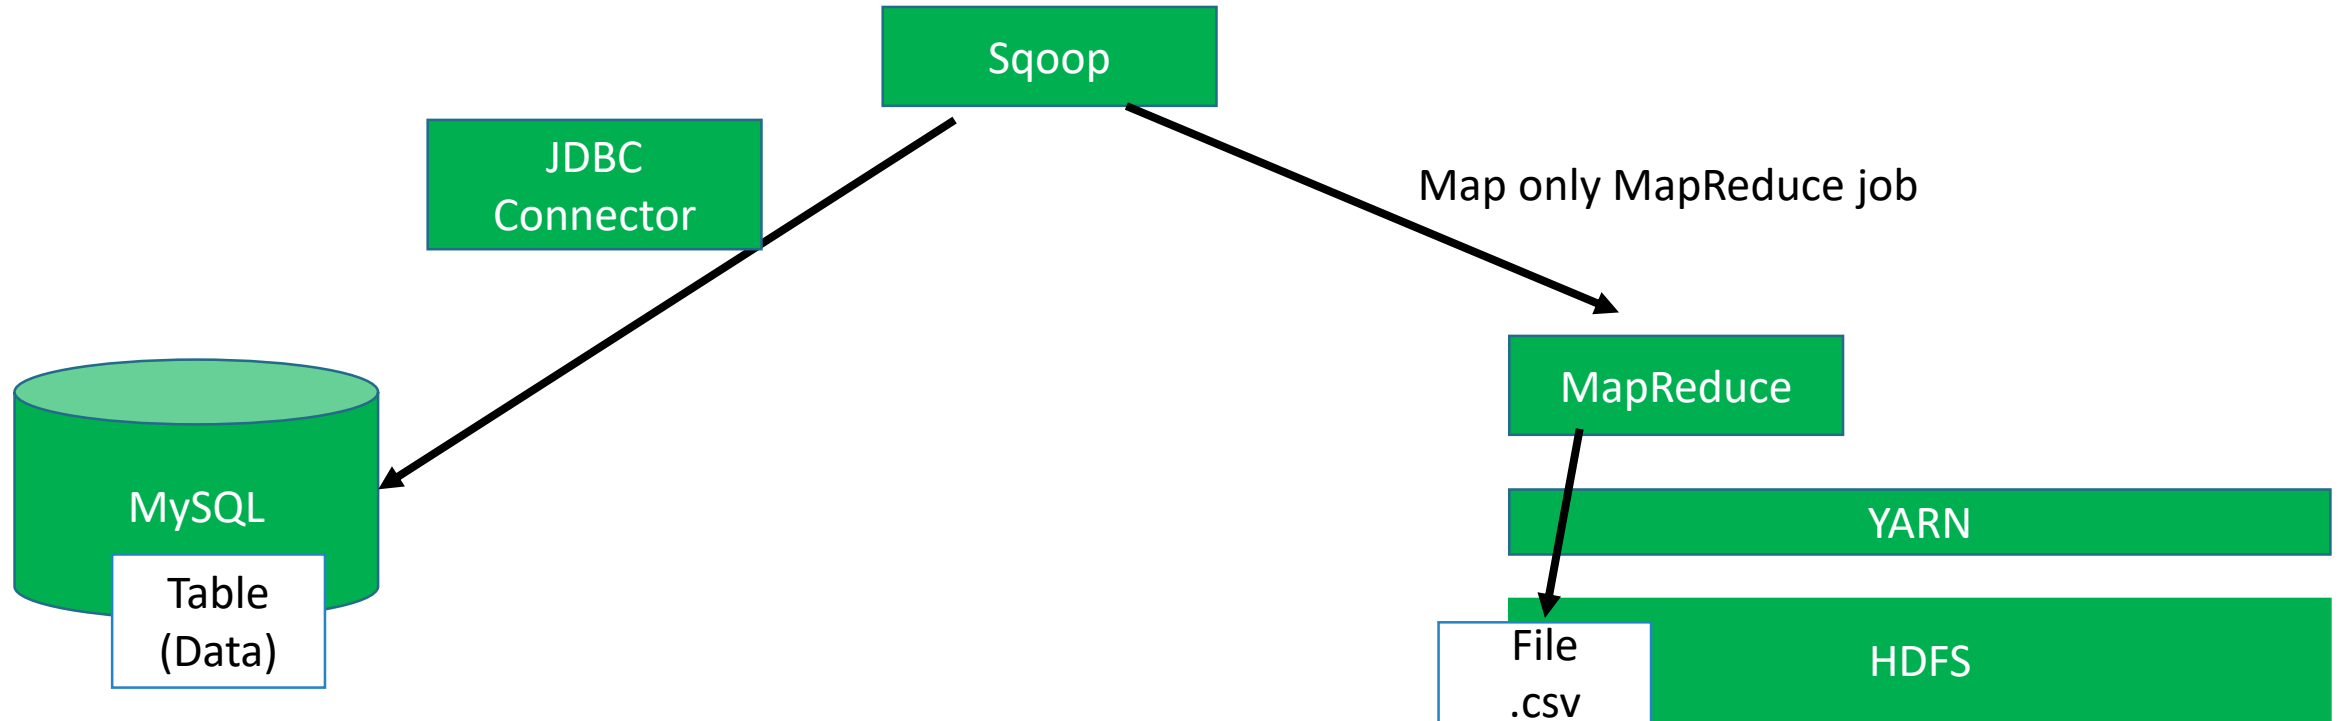 Sqoop
JDBC
Connector
Map only MapReduce job
MapReduce
MySQL
YARN
Table
(Data)
File
.csv
HDFS